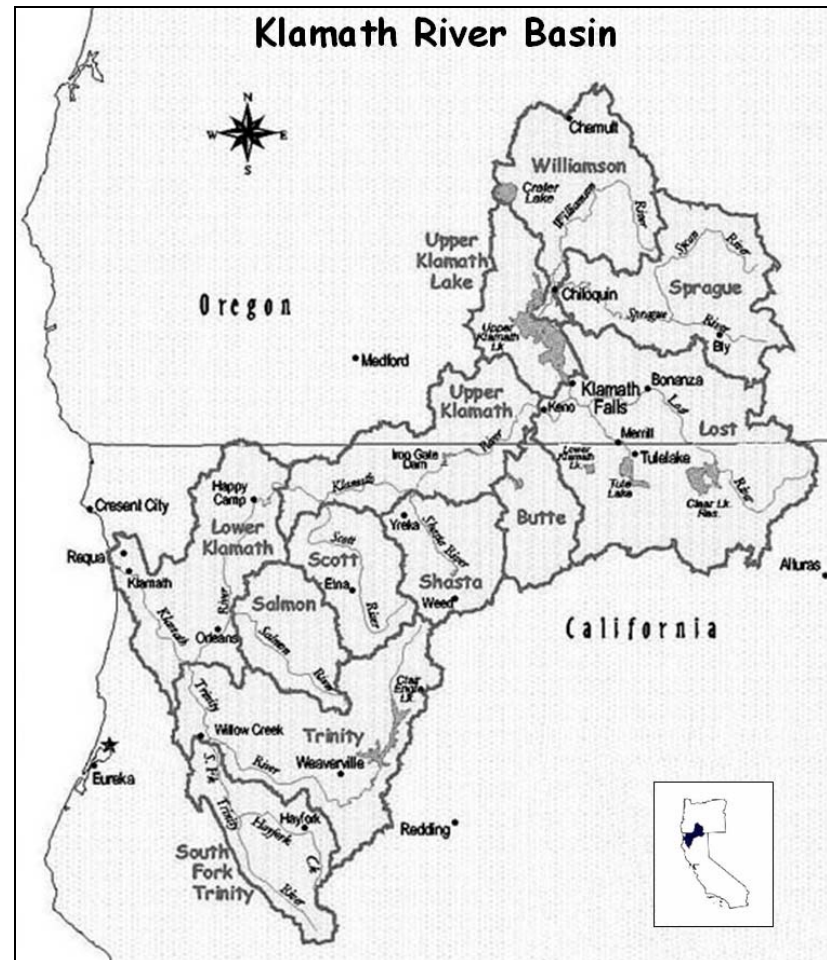 Klamath River Basin
N
W E
S
Chemult
Williamson
Crater
Lake
Williamson
River
Upper
Klamath
Lake
Sycan River
Oregon
Chiloquin
Sprague
Sprague River
Upper
Klamath
Lk
Bly
Medford
Upper
Klamath
Klamath
Falls
Bonanza
Keno
Lost
Lost
River
Merrill
Iron Gate
Dam
Lower
Klamath
Lk.
Tulelake
Tule
Lake
Clear Lk.
Res.
River
Klamath
Happy
Camp
Cresent City
Lower
Klamath
Yreka
Butte
Scott
Scott
Shasta River
Requa
Klamath
Etna
Shasta
Weed
Alturas
Salmon
River
River
Klamath
Orleans
Salmon
River
California
Trinity
Clair
Engle
Lk.
Willow Creek
Trinity
River
Weaverville
S. Fk
Eureka
Trinity
Hayfork
Hayfork
Ck
Redding
South
Fork
Trinity
River